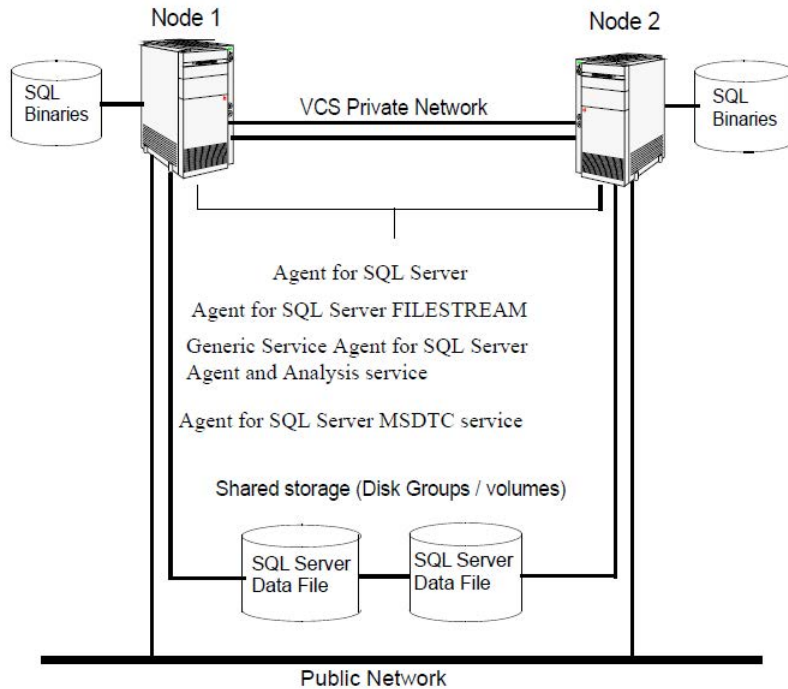 Node 1
Node 2
SQL
Binaries
VCS Private Network
SQL
Binaries
Agent for SQL Server
Agent for SQL Server FILESTREAM
Generic Service Agent for SQL Server
Agent and Analysis service
Agent for SQL Server MSDTC service
Shared storage (Disk Groups / volumes)
SQL Server
Data File
SQL Server
Data File
Public Network